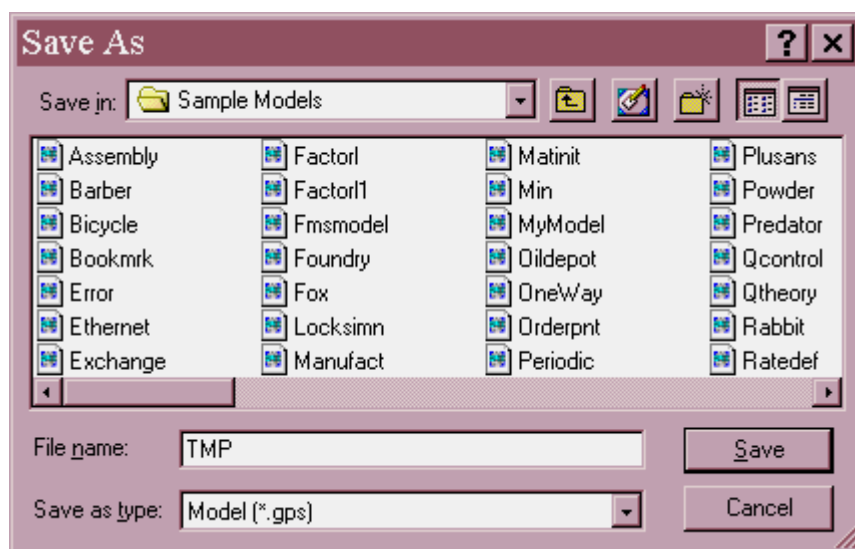 Save As
Save in: Sample Models
Assembly Factorl Matinit Plusans
Barber Factorl1 Min Powder
Bicycle Fmsmodel MyModel Predator
Bookmrk Foundry Oildepot Qcontrol
Error Fox OneWay Qtheory
Ethernet Locksimn Orderpnt Rabbit
Exchange Manufact Periodic Ratedef
File name: TMP Save
Save as type: Model (*.gps) Cancel